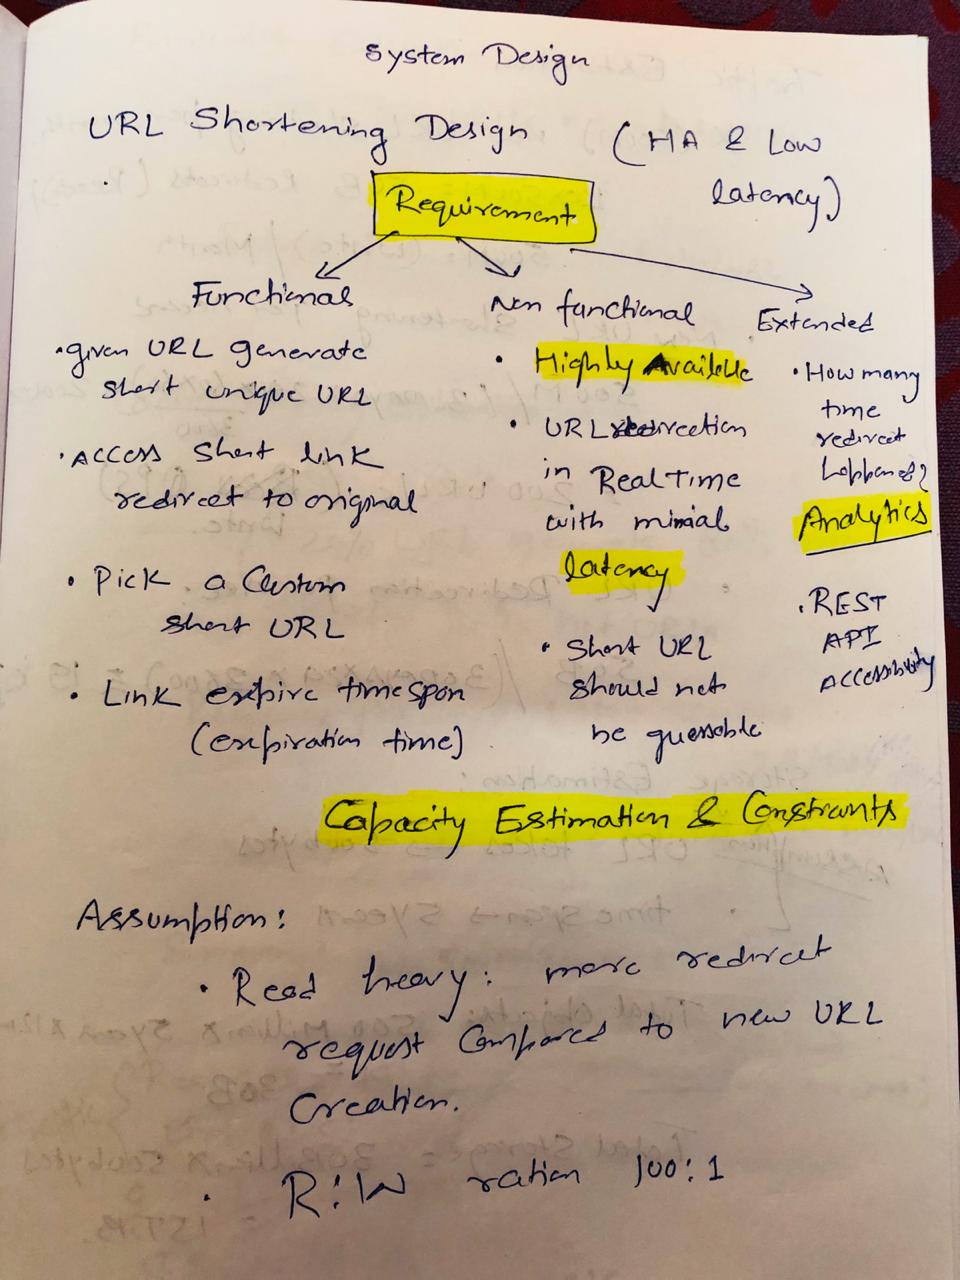 System Design
URL Shortening Design (HA & Low
latency)
Requirement
Functional
• given URL generate
short unique URL
• Access Short link
redirect to original
• Pick a Custom
short URL
• Link expire timespan
(expiration time)
Non functional
• Highly Available
• URL redirection
in Real Time
with minial
latency
• Short URL
should not
be guessable
Extended
• How many
time
redirect
happened?
Analytics
• REST
API
Accessibility
Capacity Estimation & Constraints
Assumption:
• Read heavy: more redirect
request compared to new URL
Creation.
• R:W ration 100:1